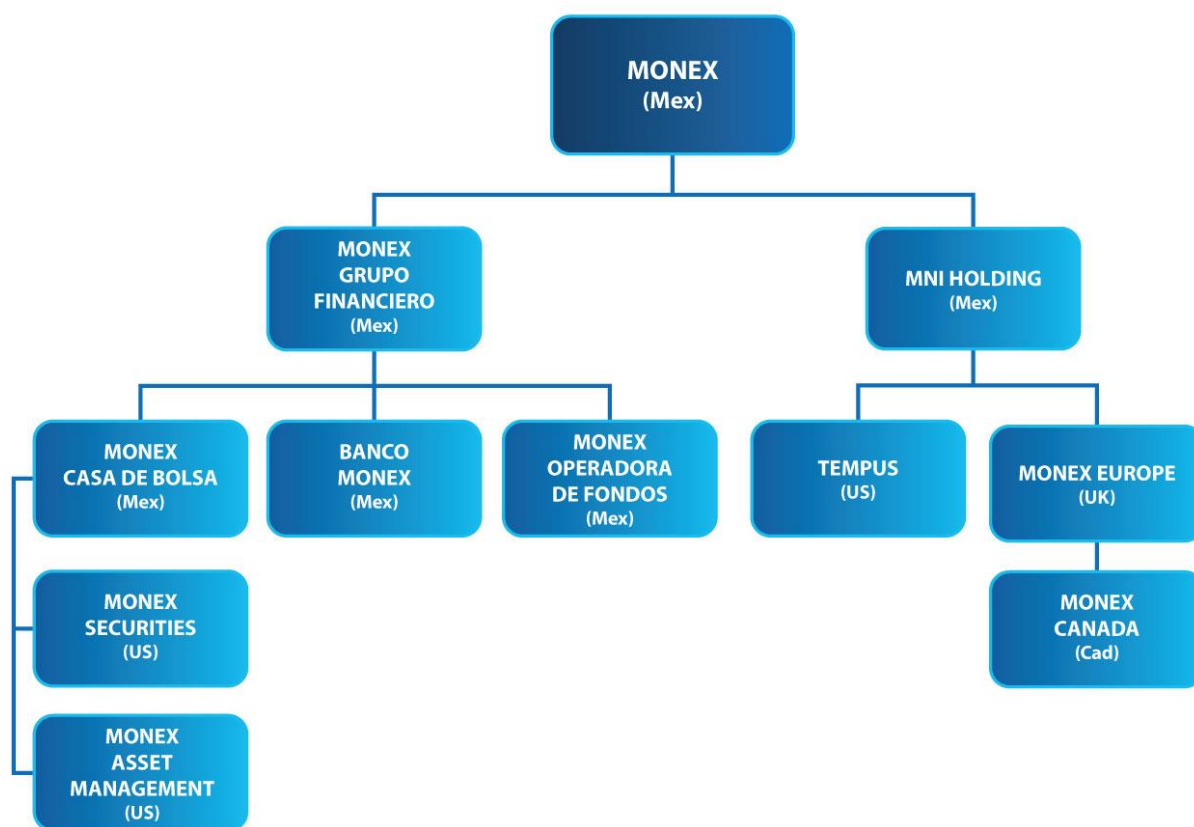 MONEX
(Mex)
MONEX
GRUPO
FINANCIERO
(Mex)
MNI HOLDING
(Mex)
MONEX
CASA DE BOLSA
(Mex)
BANCO
MONEX
(Mex)
MONEX
OPERADORA
DE FONDOS
(Mex)
TEMPUS
(US)
MONEX EUROPE
(UK)
MONEX
SECURITIES
(US)
MONEX
CANADA
(Cad)
MONEX
ASSET
MANAGEMENT
(US)